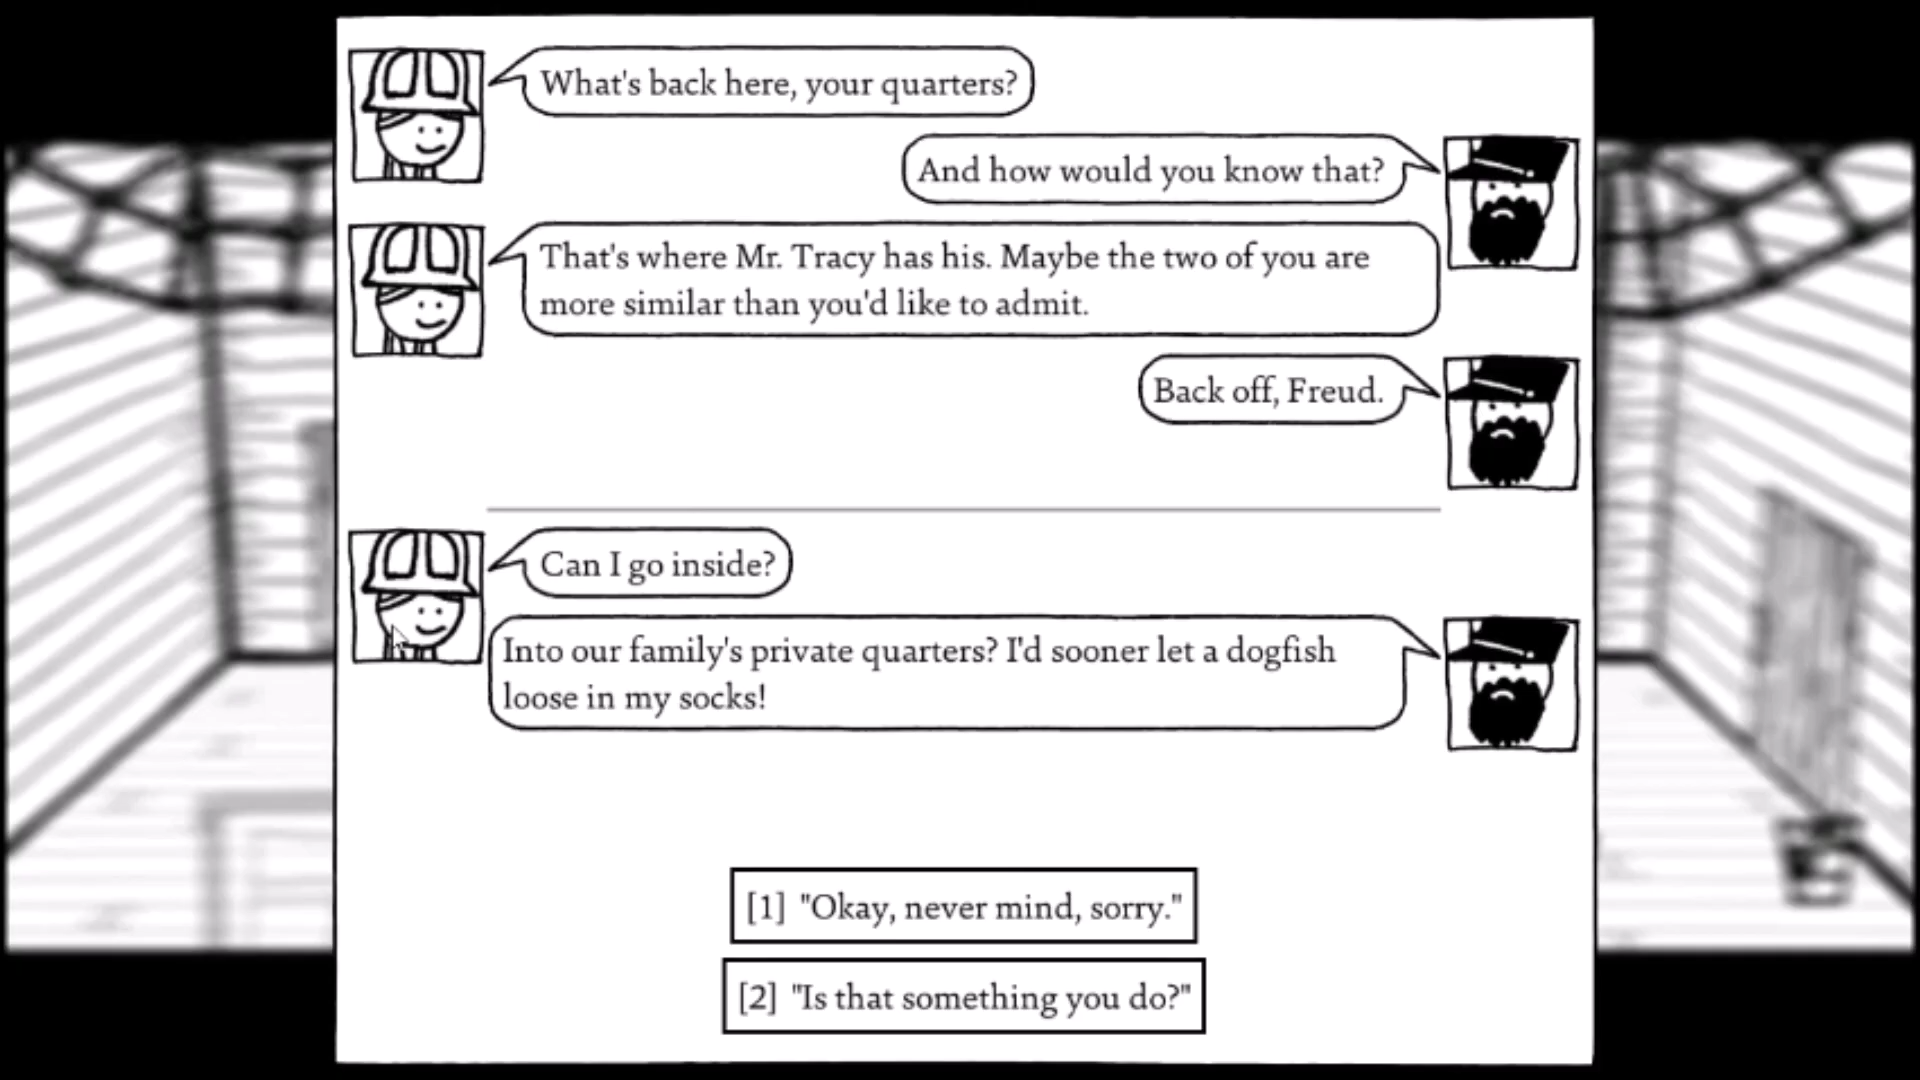 What's back here, your quarters?
And how would you know that?
That's where Mr. Tracy has his. Maybe the two of you are
more similar than you'd like to admit.
Back off, Freud.
Can I go inside?
Into our family's private quarters? I'd sooner let a dogfish
loose in my socks!
[1] "Okay, never mind, sorry."
[2] "Is that something you do?"